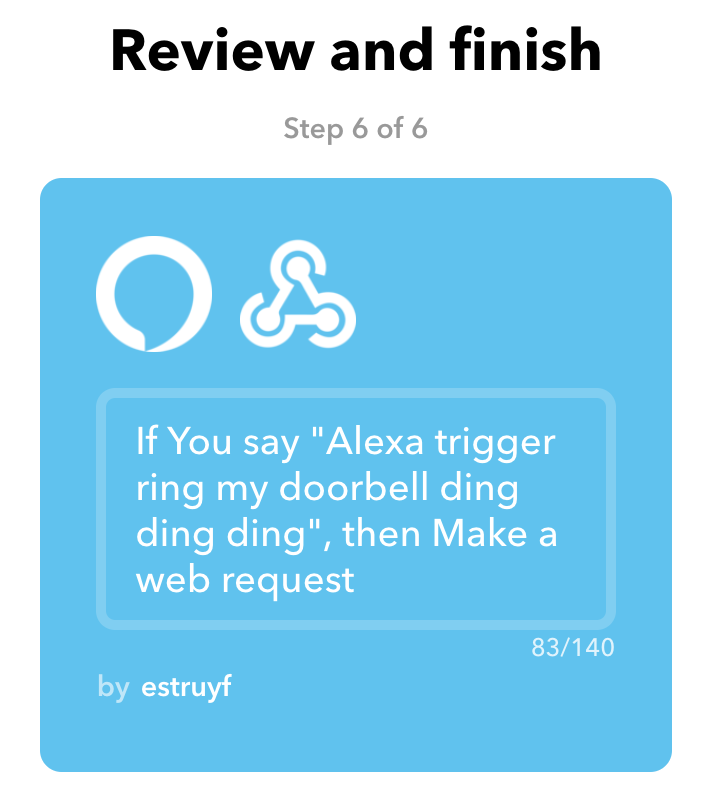 Review and finish
Step 6 of 6
If You say "Alexa trigger
ring my doorbell ding
ding ding", then Make a
web request
83/140
by estruyf